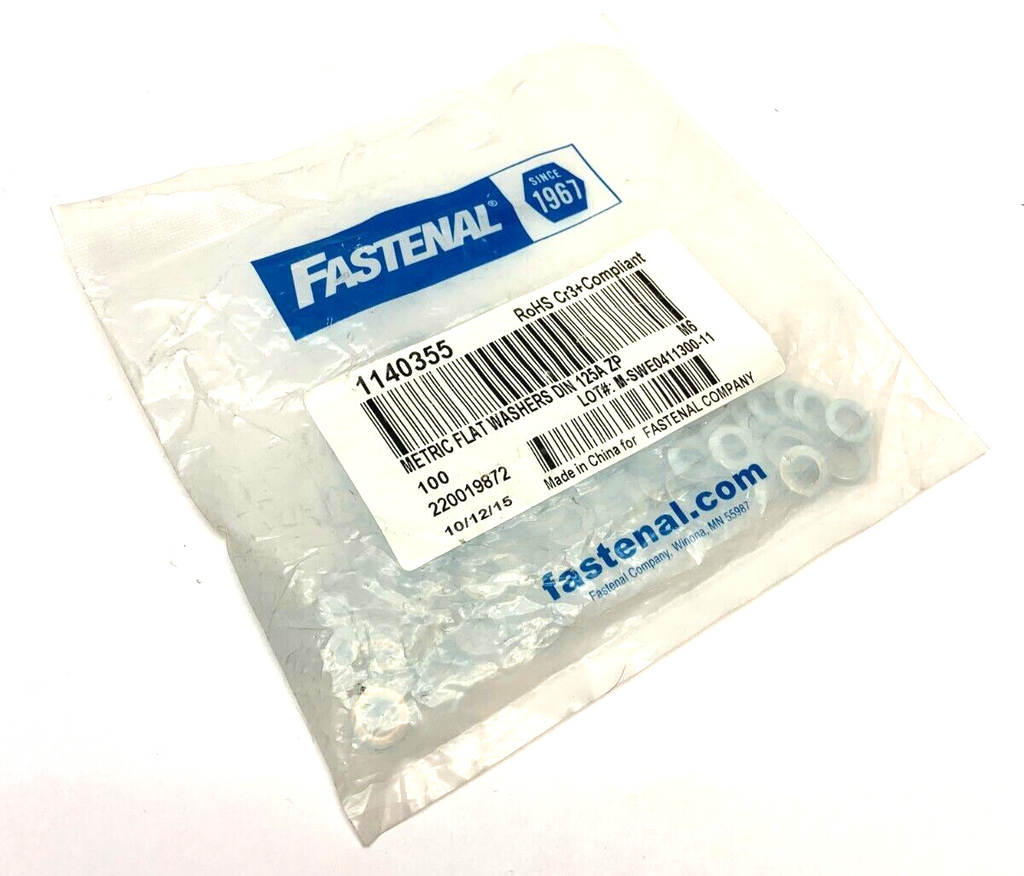 FASTENAL®
SINCE
1967
RoHS Cr3+Compliant
1140355
M6
METRIC FLAT WASHERS DIN 125A ZP
LOT#: M-SWE0411300-11
100
220019872
10/12/15
Made in China for FASTENAL COMPANY
fastenal.com
Fastenal Company, Winona, MN 55987